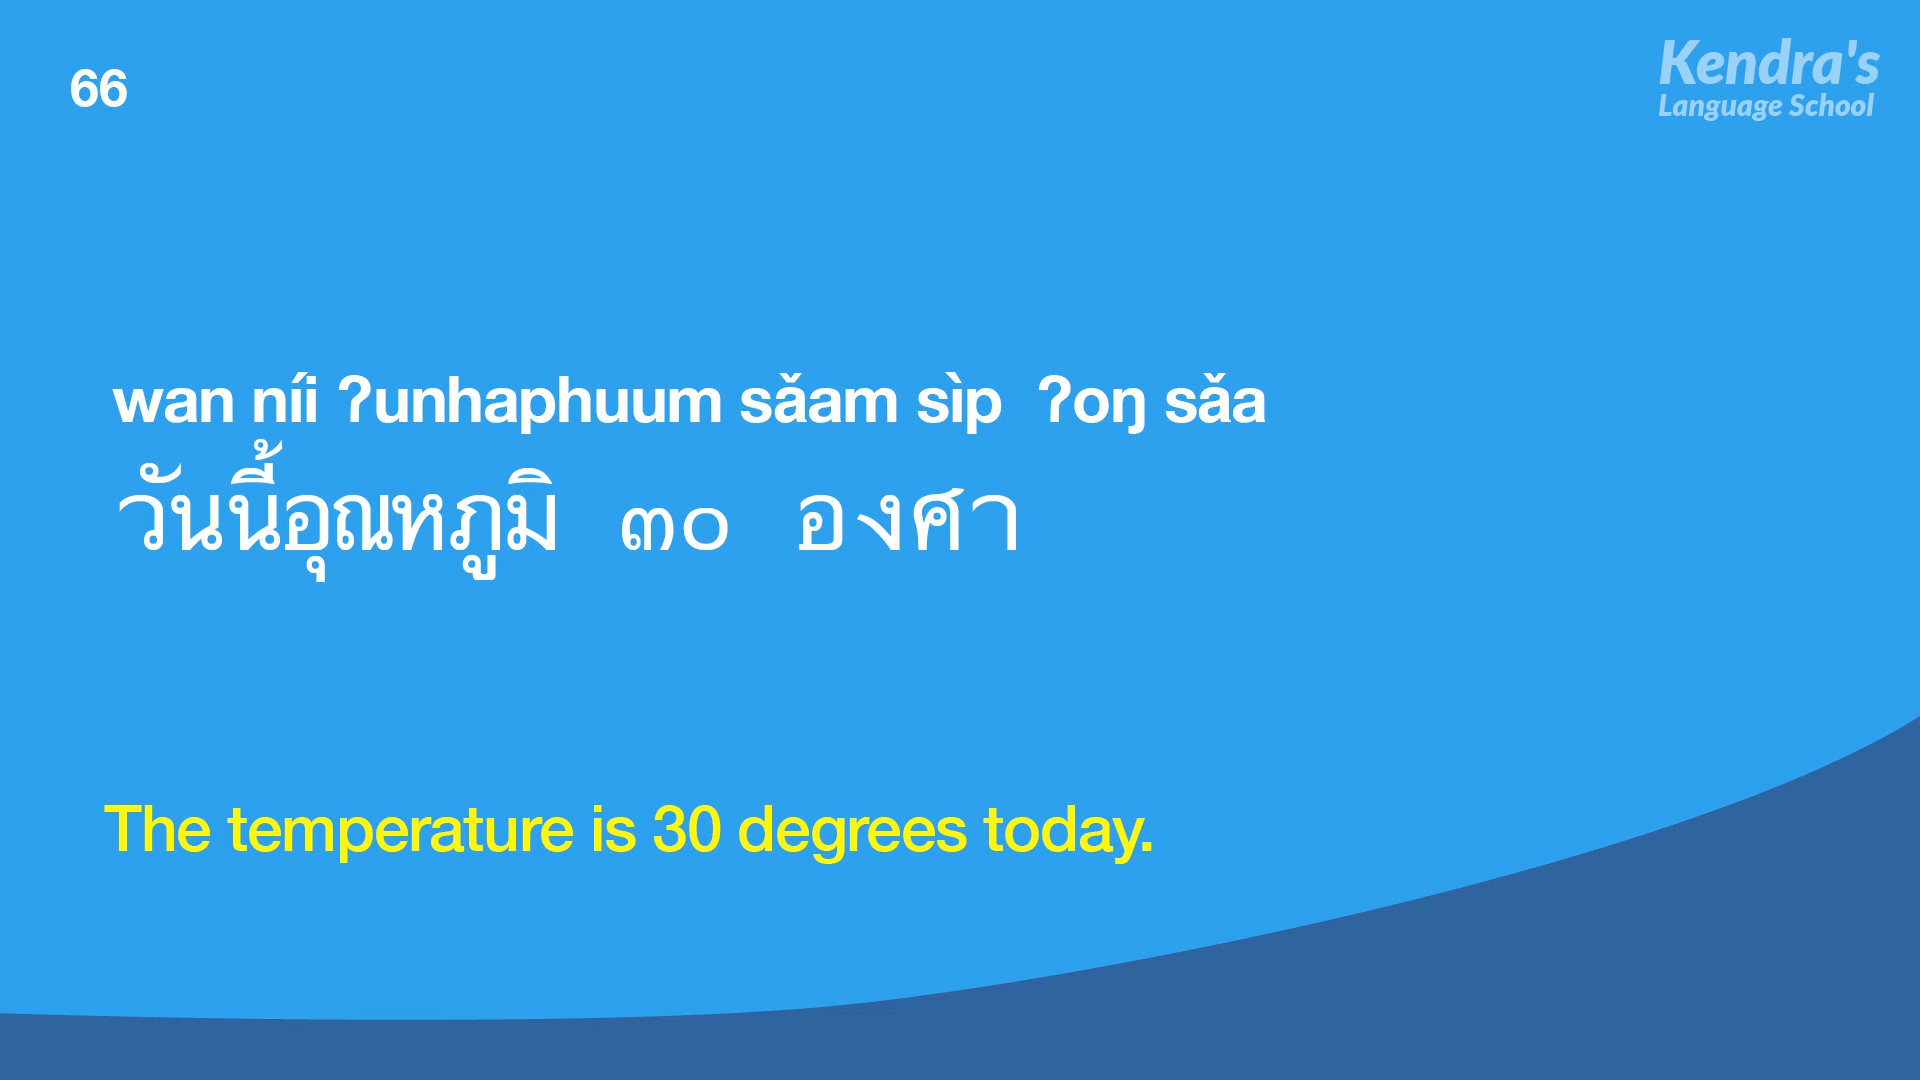 66
Kendra's
Language School
wan níi ʔunhaphuum sǎam sìp ʔoŋ sǎa
วันนี้อุณหภูมิ ๓๐ องศา
The temperature is 30 degrees today.